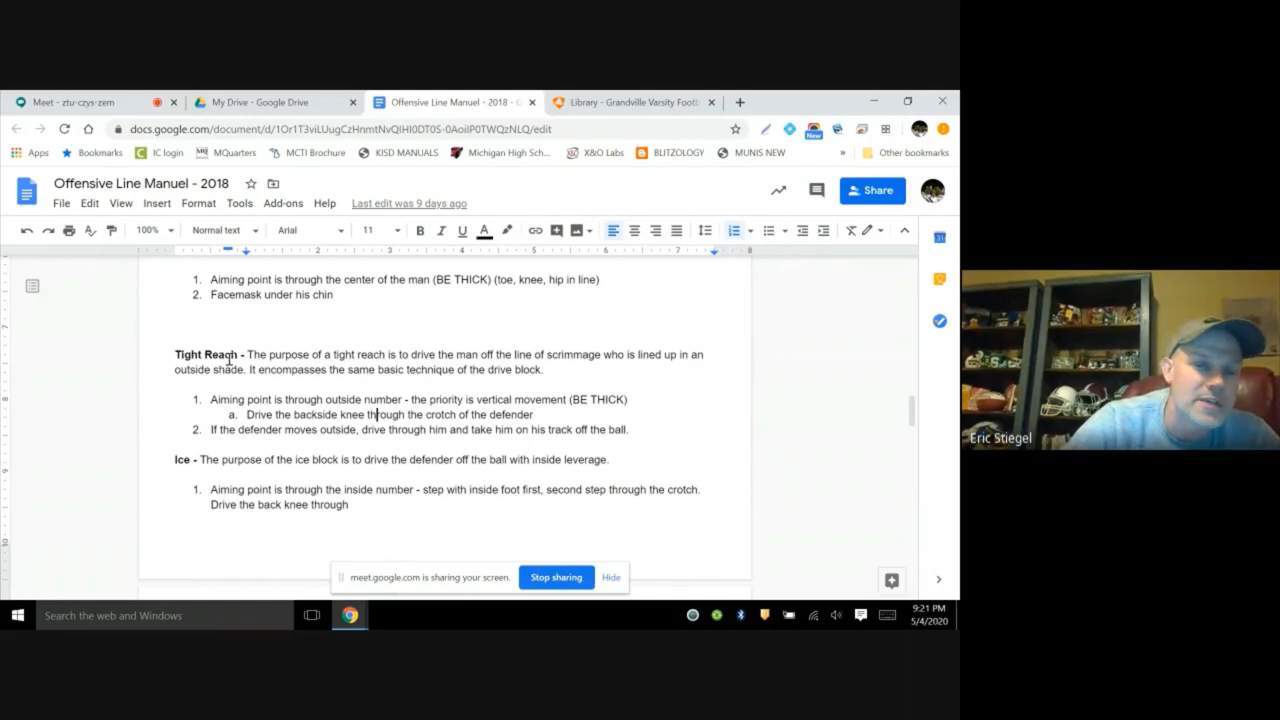 Meet - ztu-czys-zem
My Drive - Google Drive
Offensive Line Manuel - 2018 - G
Library - Grandville Varsity Footb
docs.google.com/document/d/1Or1T3viLUugCzHnmtNvQIHI0DT0S-0AoilP0TWQzNLQ/edit
New
Apps
Bookmarks
IC login
MQuarters
MCTI Brochure
KISD MANUALS
Michigan High Sch...
X&O Labs
BLITZOLOGY
MUNIS NEW
»
Other bookmarks
Offensive Line Manuel - 2018
File Edit View Insert Format Tools Add-ons Help Last edit was 9 days ago
Share
100% Normal text Arial 11 B I U A
1 2 3 4 5 6 7 8
1. Aiming point is through the center of the man (BE THICK) (toe, knee, hip in line)
2. Facemask under his chin
Tight Reach - The purpose of a tight reach is to drive the man off the line of scrimmage who is lined up in an
outside shade. It encompasses the same basic technique of the drive block.
1. Aiming point is through outside number - the priority is vertical movement (BE THICK)
a. Drive the backside knee through the crotch of the defender
2. If the defender moves outside, drive through him and take him on his track off the ball.
Ice - The purpose of the ice block is to drive the defender off the ball with inside leverage.
1. Aiming point is through the inside number - step with inside foot first, second step through the crotch.
Drive the back knee through
meet.google.com is sharing your screen. Stop sharing Hide
Search the web and Windows
9:21 PM
5/4/2020
Eric Stiegel